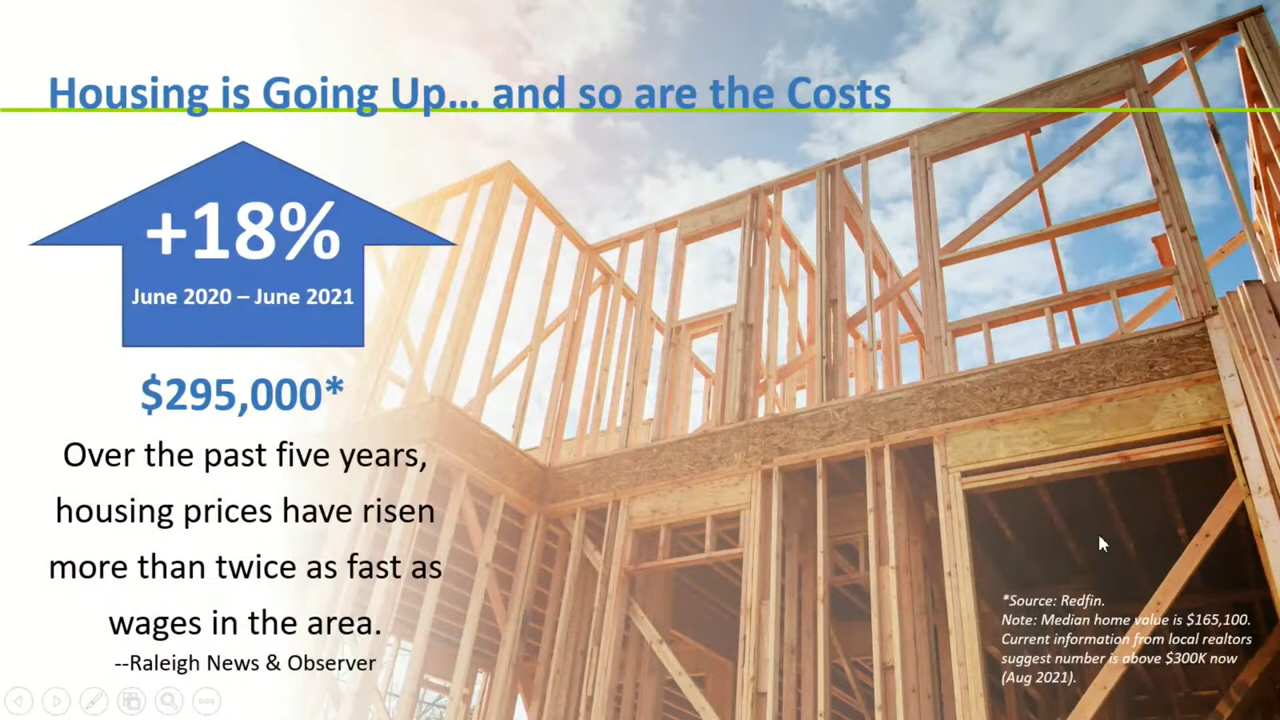 Housing is Going Up... and so are the Costs
+18%
June 2020 – June 2021
$295,000*
Over the past five years,
housing prices have risen
more than twice as fast as
wages in the area.
--Raleigh News & Observer
*Source: Redfin.
Note: Median home value is $165,100.
Current information from local realtors
suggest number is above $300K now
(Aug 2021).